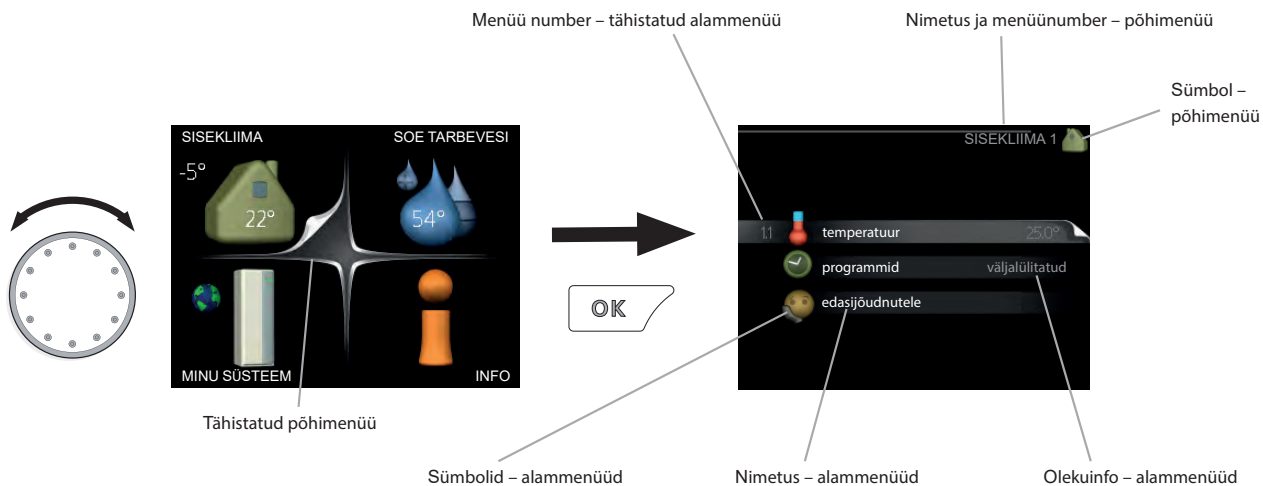 Menüü number – tähistatud alammenüü
Nimetus ja menüünumber – põhimenüü
Sümbol –
põhimenüü
SISEKLIIMA
SOE TARBEVESI
-5°
22°
54°
MINU SÜSTEEM
INFO
Tähistatud põhimenüü
OK
SISEKLIIMA 1
1.1
temperatuur
25.0°
programmid
väljalülitatud
edasijõudnutele
Sümbolid – alammenüüd
Nimetus – alammenüüd
Olekuinfo – alammenüüd